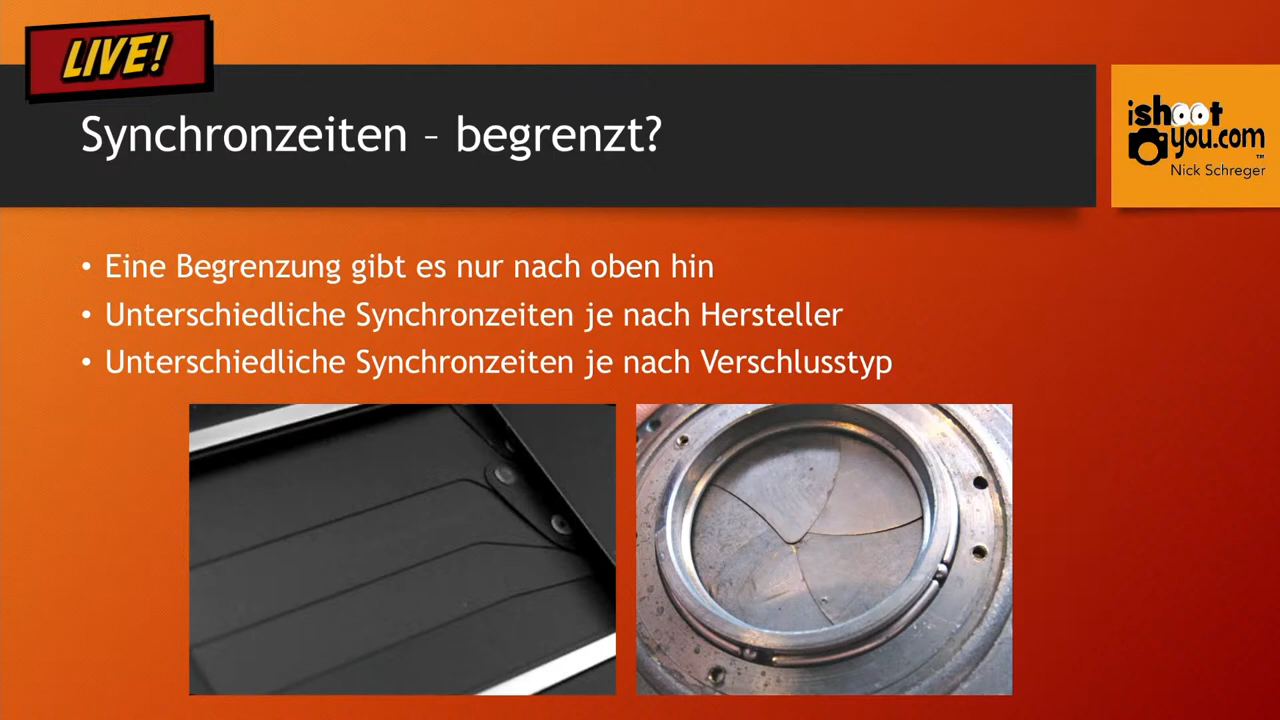 LIVE!
Synchronzeiten – begrenzt?
ishoot
you.com
™
Nick Schreger
• Eine Begrenzung gibt es nur nach oben hin
• Unterschiedliche Synchronzeiten je nach Hersteller
• Unterschiedliche Synchronzeiten je nach Verschlusstyp